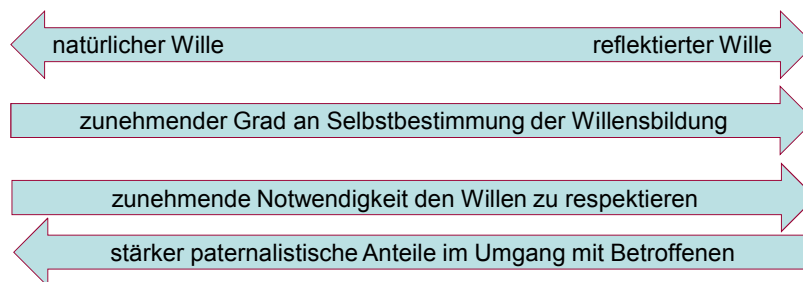 natürlicher Wille reflektierter Wille
zunehmender Grad an Selbstbestimmung der Willensbildung
zunehmende Notwendigkeit den Willen zu respektieren
stärker paternalistische Anteile im Umgang mit Betroffenen